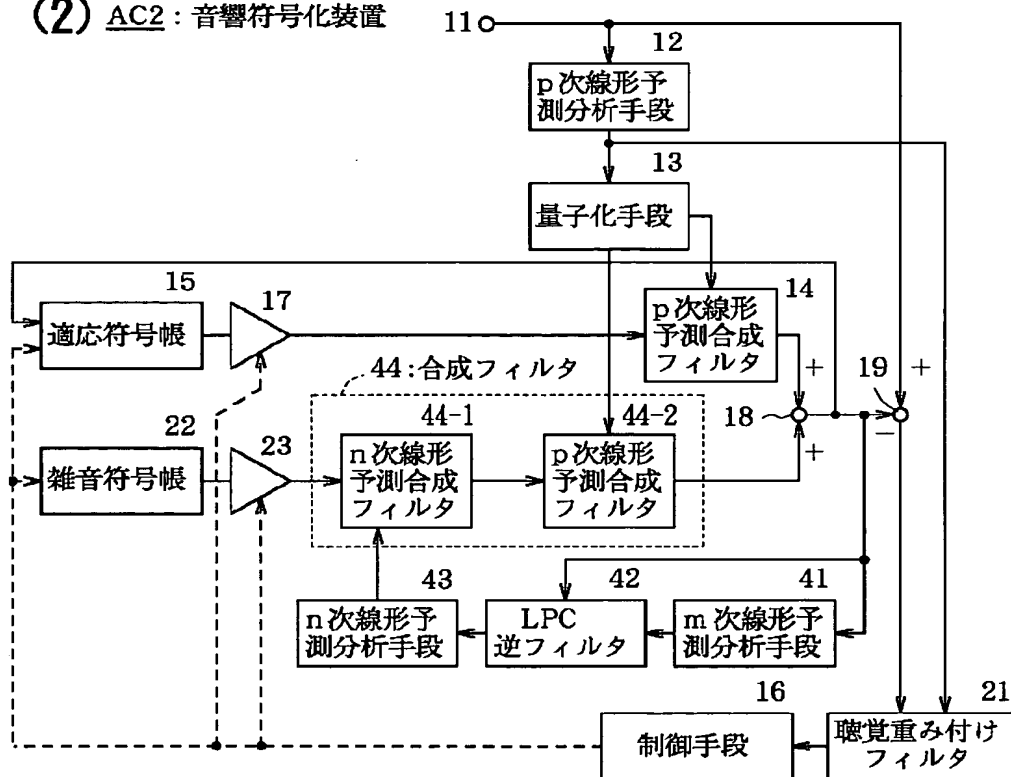 (2) AC2：音響符号化装置
11
12
p次線形予
測分析手段
13
量子化手段
15
適応符号帳
17
14
p次線形
予測合成
フィルタ
+
19
+
44：合成フィルタ
18
−
+
22
雑音符号帳
23
44-1
n次線形
予測合成
フィルタ
44-2
p次線形
予測合成
フィルタ
43
n次線形予
測分析手段
42
LPC
逆フィルタ
41
m次線形予
測分析手段
16
制御手段
21
聴覚重み付け
フィルタ